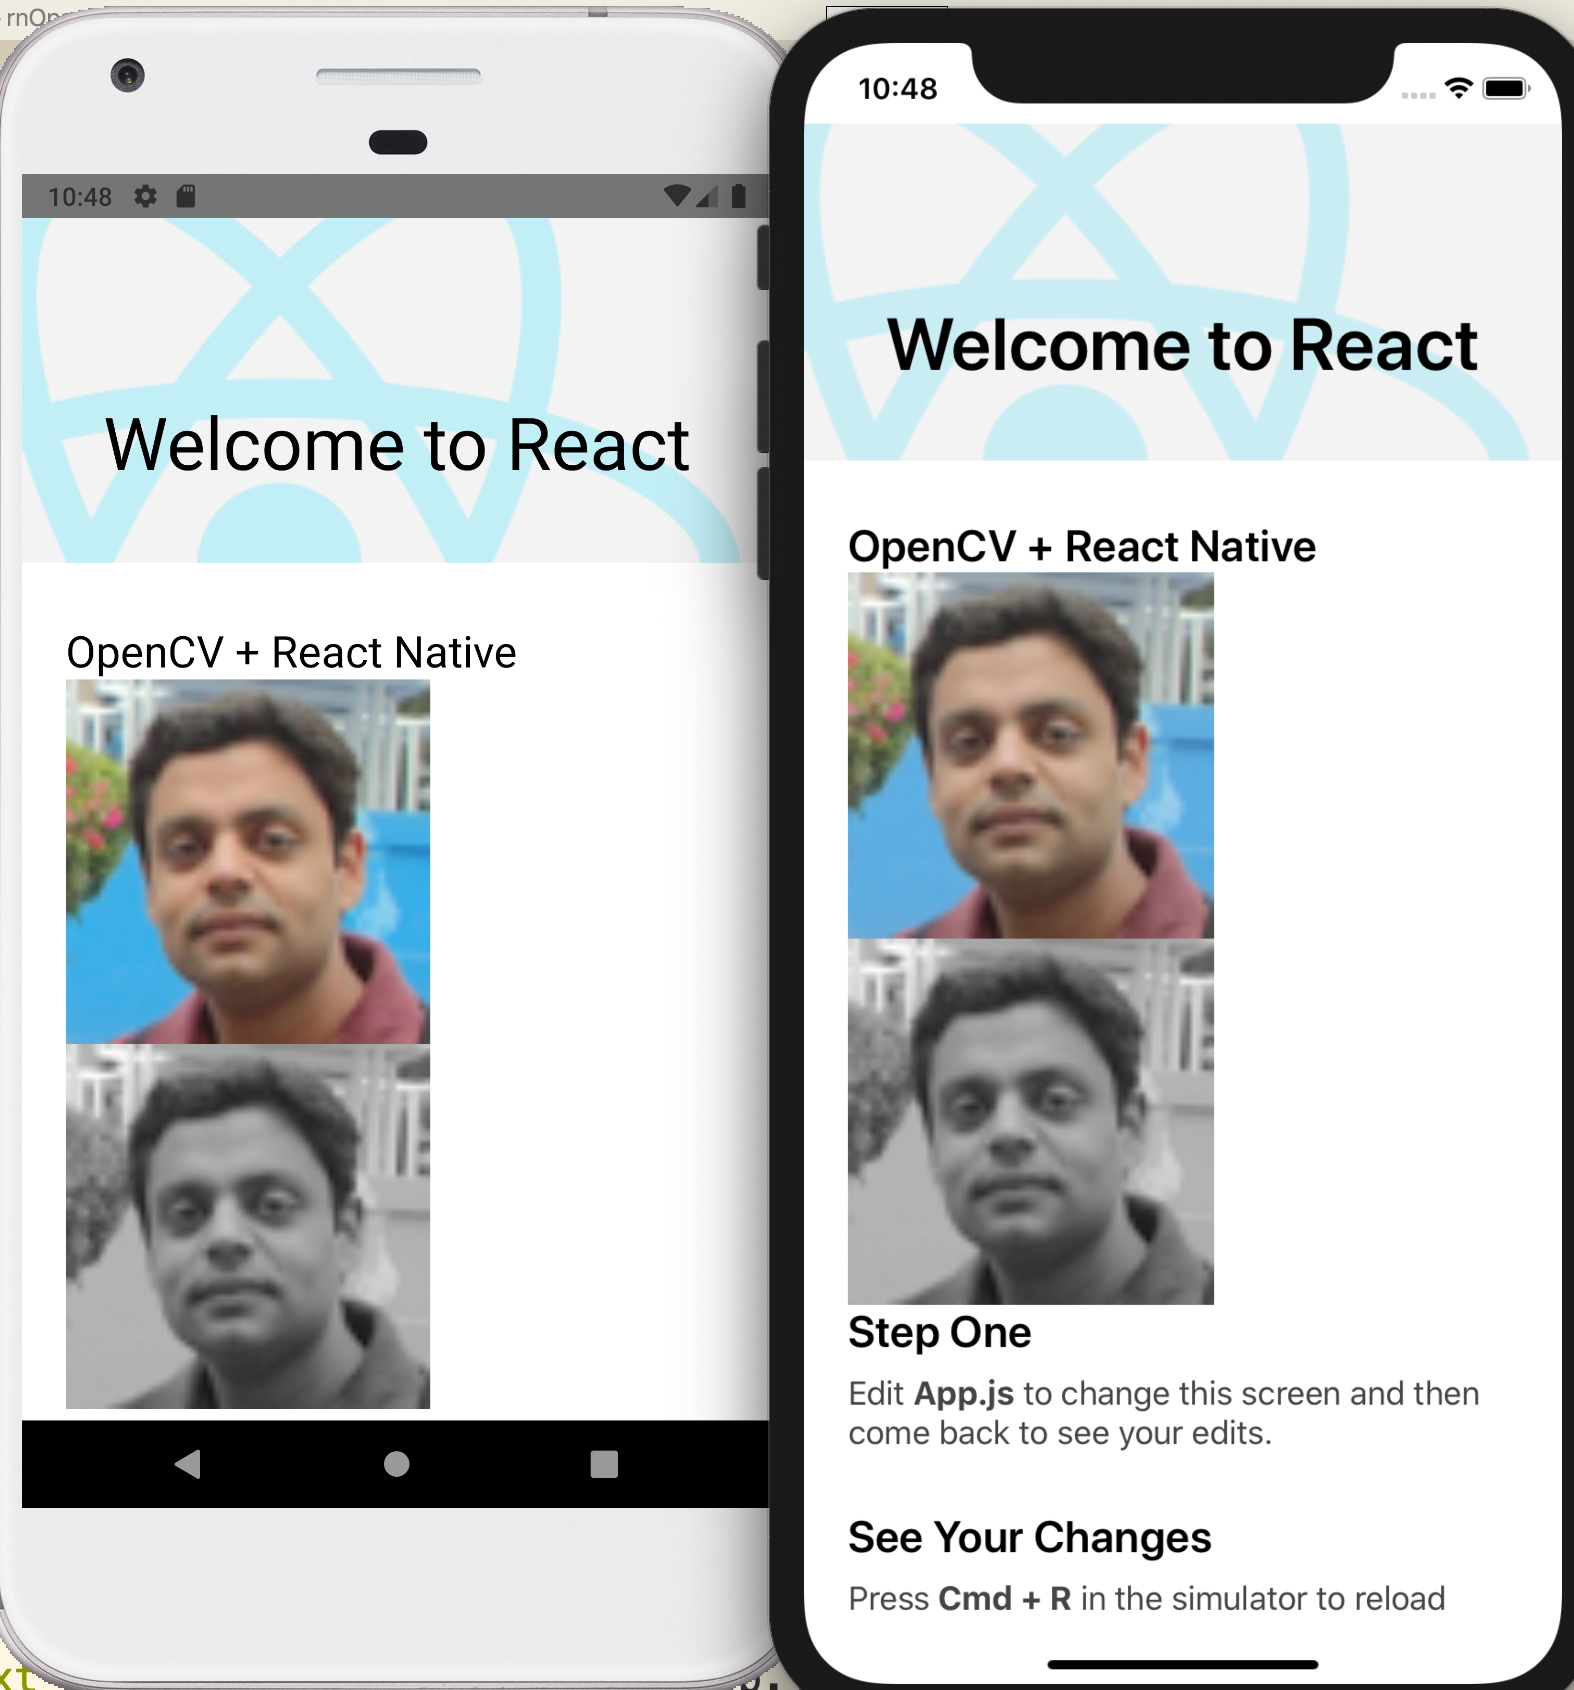 rnOp
10:48
Welcome to React
OpenCV + React Native
10:48
Welcome to React
OpenCV + React Native
Step One
Edit App.js to change this screen and then
come back to see your edits.
See Your Changes
Press Cmd + R in the simulator to reload
xt